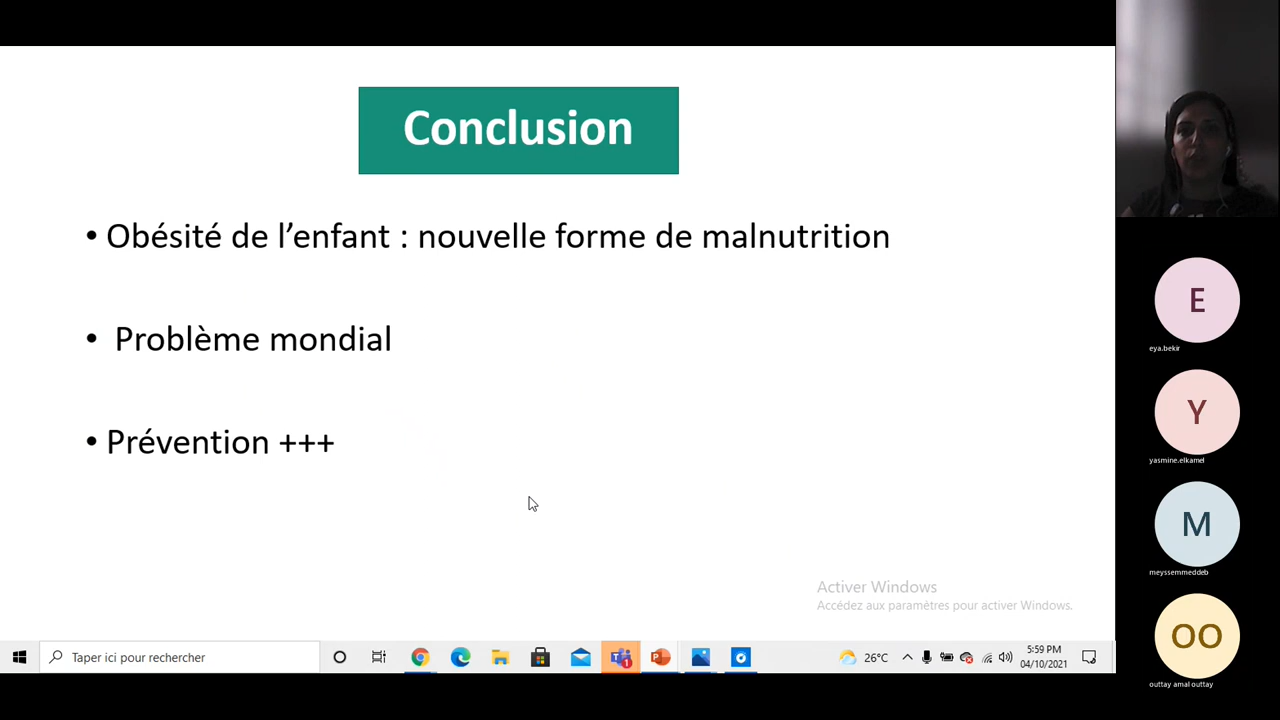 Conclusion
• Obésité de l’enfant : nouvelle forme de malnutrition
• Problème mondial
• Prévention +++
Activer Windows
Accédez aux paramètres pour activer Windows.
Taper ici pour rechercher
1
26°C
5:59 PM
04/10/2021
E
eya.bekir
Y
yasmine.elkamel
M
meyssemmeddeb
OO
outtay amal outtay